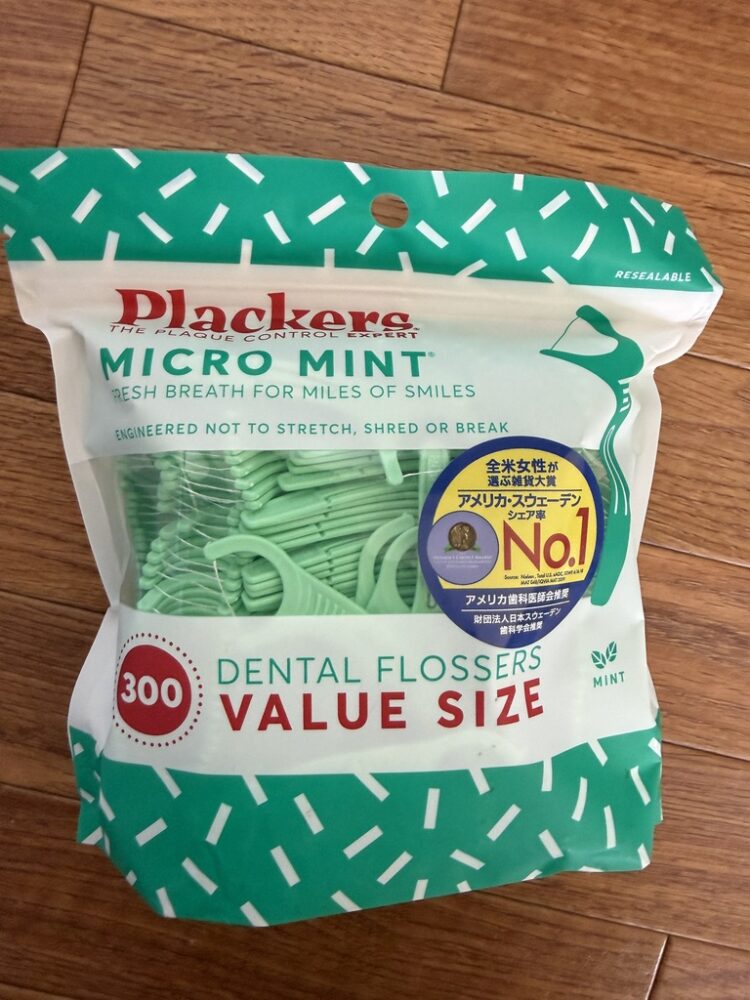 RESEALABLE
Plackers
THE PLAQUE CONTROL EXPERT
MICRO MINT
FRESH BREATH FOR MILES OF SMILES
ENGINEERED NOT TO STRETCH, SHRED OR BREAK
全米女性が
選ぶ雑貨大賞
アメリカ・スウェーデン
シェア率
No.1
アメリカ歯科医師会推奨
財団法人日本スウェーデン
歯科学会推奨
300
DENTAL FLOSSERS
VALUE SIZE
MINT